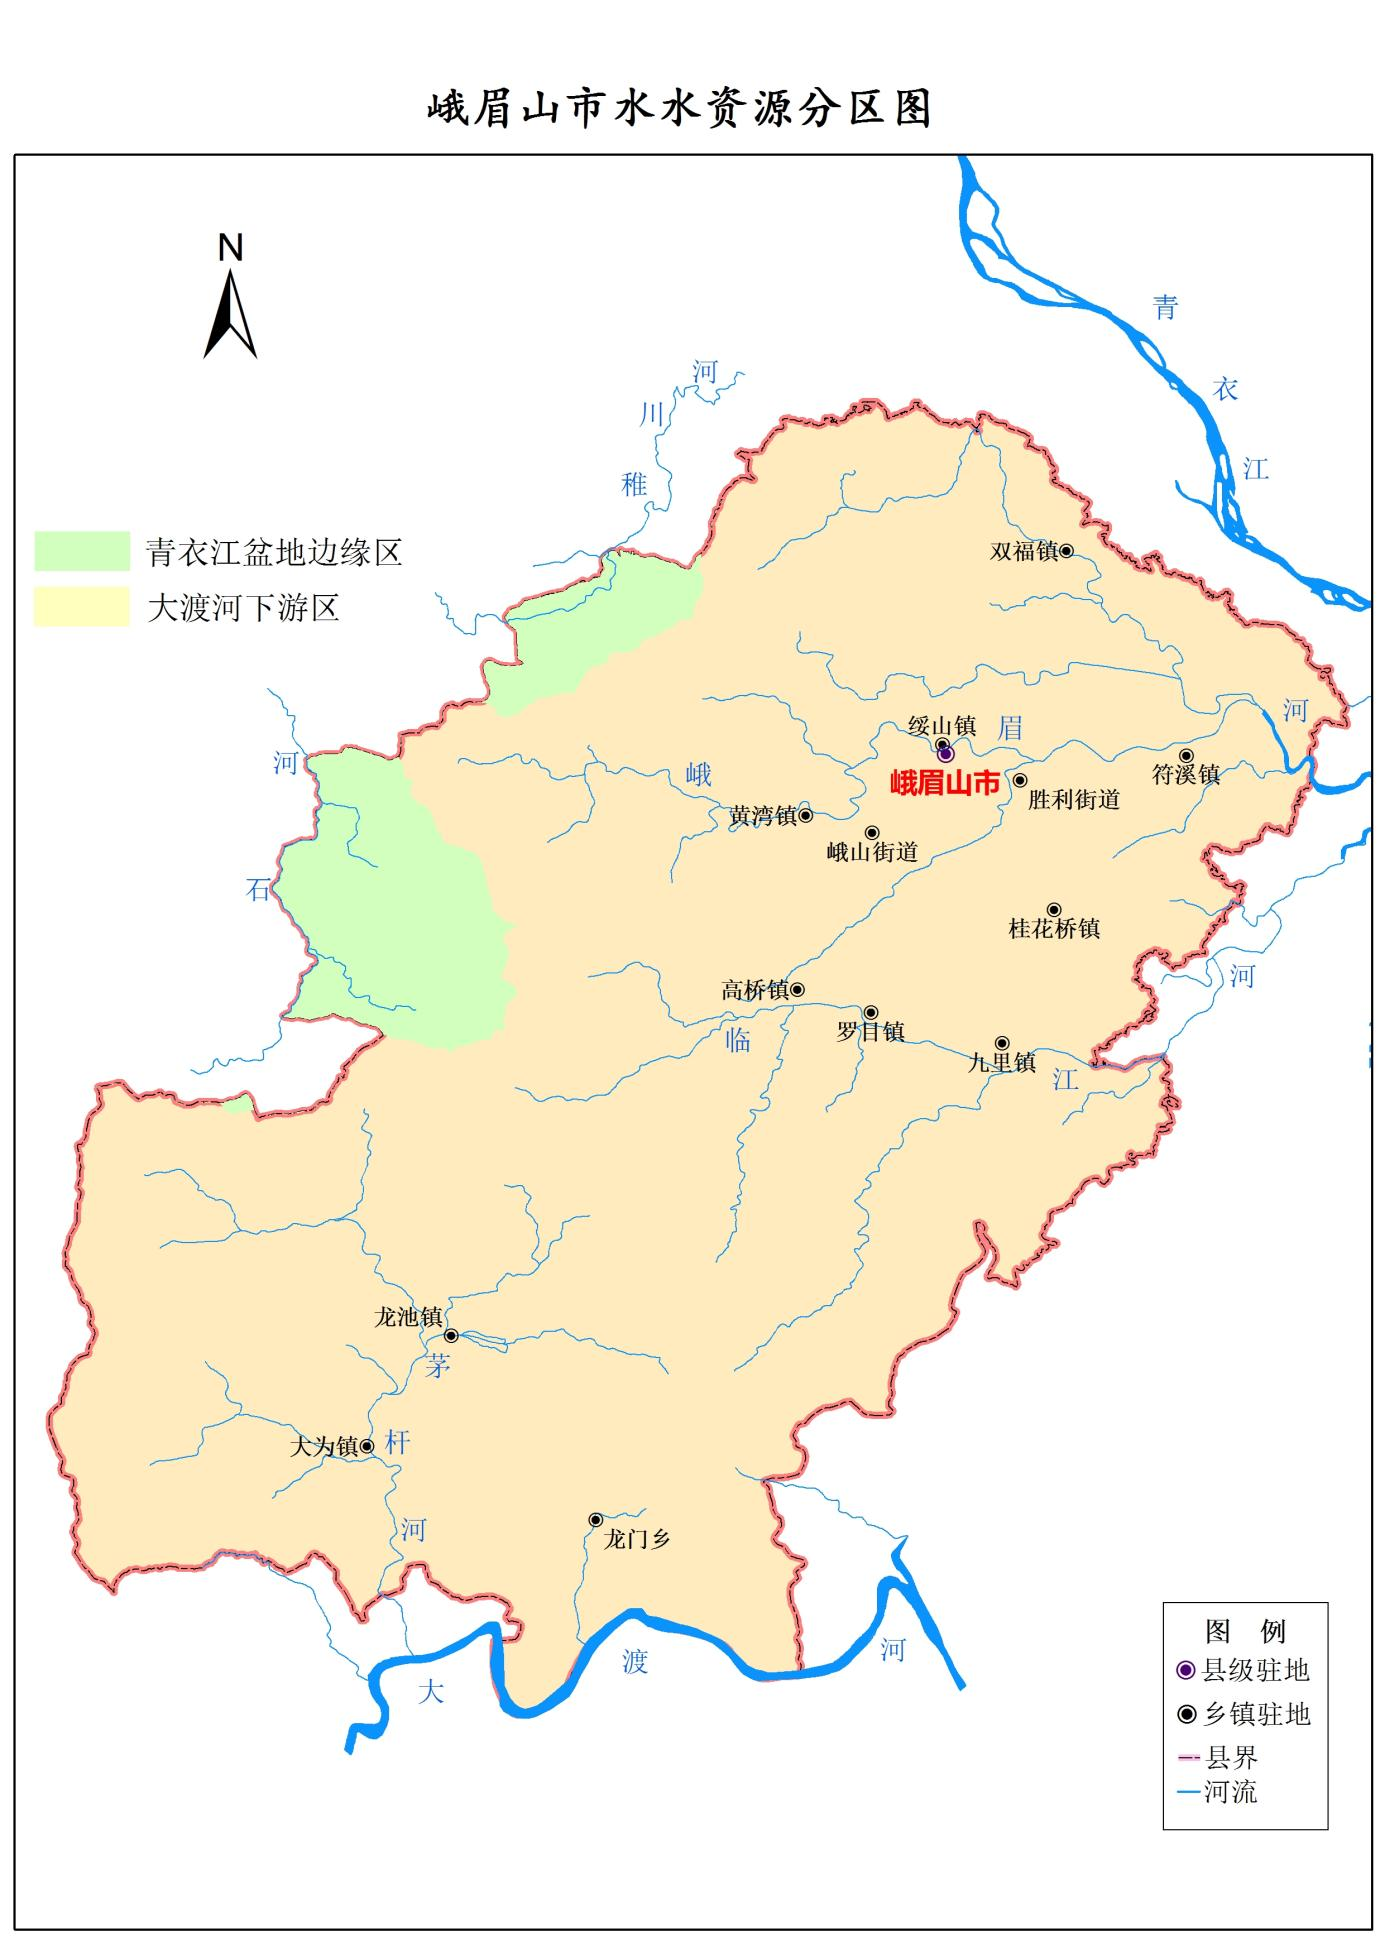 峨眉山市水水资源分区图
N
青
衣
江
河
川
稚
青衣江盆地边缘区
大渡河下游区
双福镇
河
石
峨
眉
河
绥山镇
峨眉山市
符溪镇
胜利街道
黄湾镇
峨山街道
桂花桥镇
高桥镇
罗目镇
临
九里镇
江
河
龙池镇
茅
大为镇
杆
河
龙门乡
大
渡
河
图 例
县级驻地
乡镇驻地
县界
河流